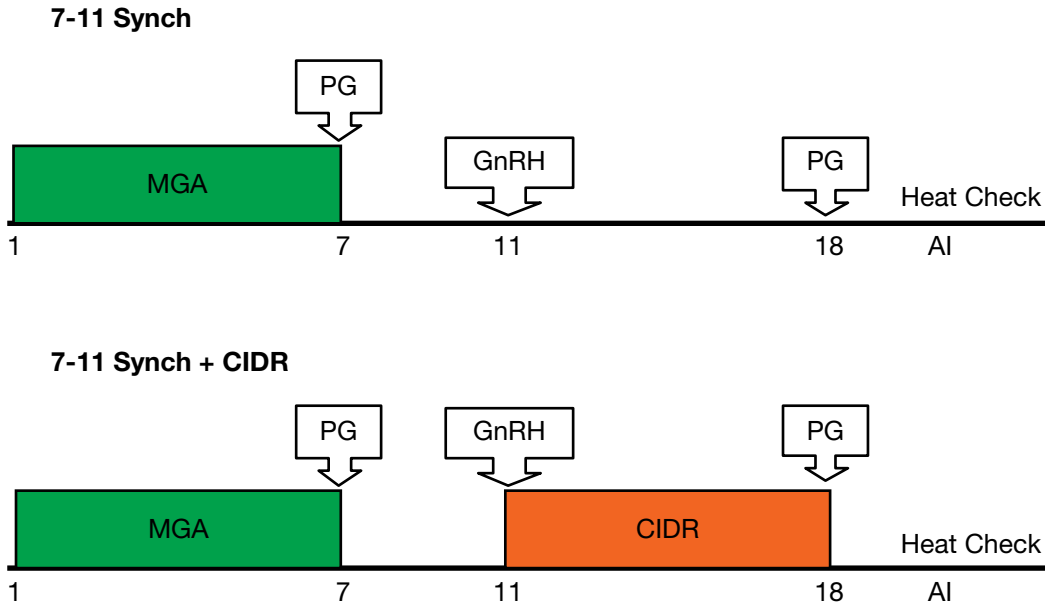 7-11 Synch
PG
MGA
GnRH
PG
Heat Check
1 7 11 18 AI
7-11 Synch + CIDR
PG GnRH PG
MGA CIDR
Heat Check
1 7 11 18 AI